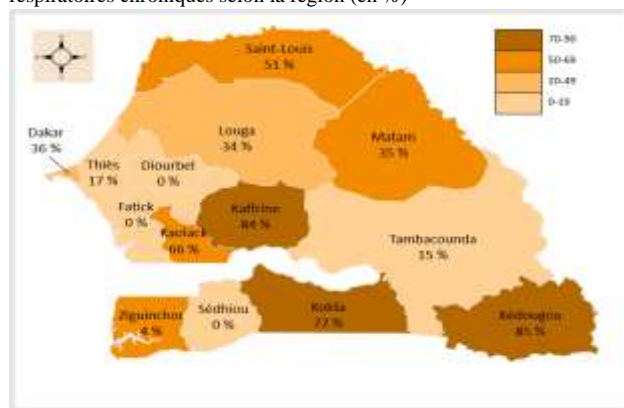 respiratoires chroniques selon la région (en %)
70-90
50-69
20-49
0-19
Saint-Louis
51 %
Louga
34 %
Matam
35 %
Dakar
36 %
Thiès
17 %
Diourbel
0 %
Fatick
0 %
Kaolack
66 %
Kaffrine
84 %
Tambacounda
15 %
Ziguinchor
4 %
Sédhiou
0 %
Kolda
77 %
Kédougou
85 %